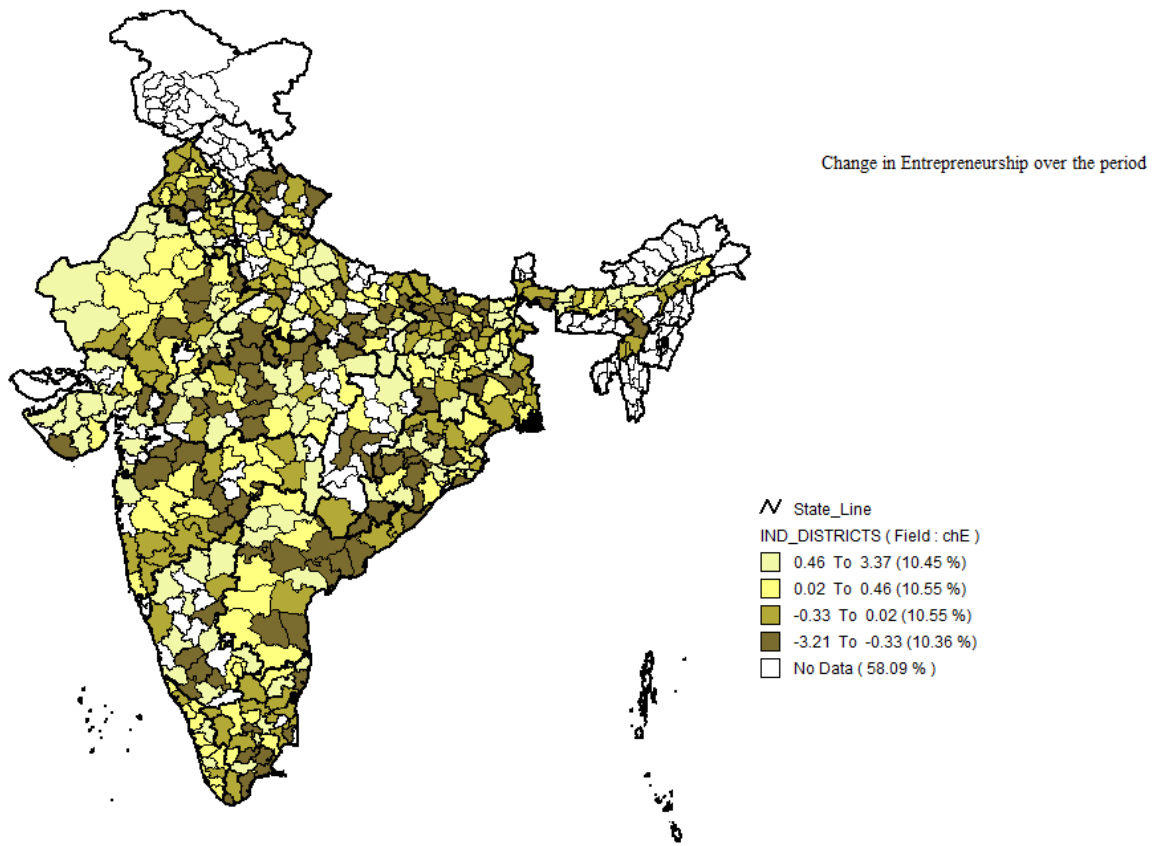 Change in Entrepreneurship over the period
State_Line
IND_DISTRICTS ( Field : chE )
0.46 To 3.37 (10.45 %)
0.02 To 0.46 (10.55 %)
-0.33 To 0.02 (10.55 %)
-3.21 To -0.33 (10.36 %)
No Data ( 58.09 % )